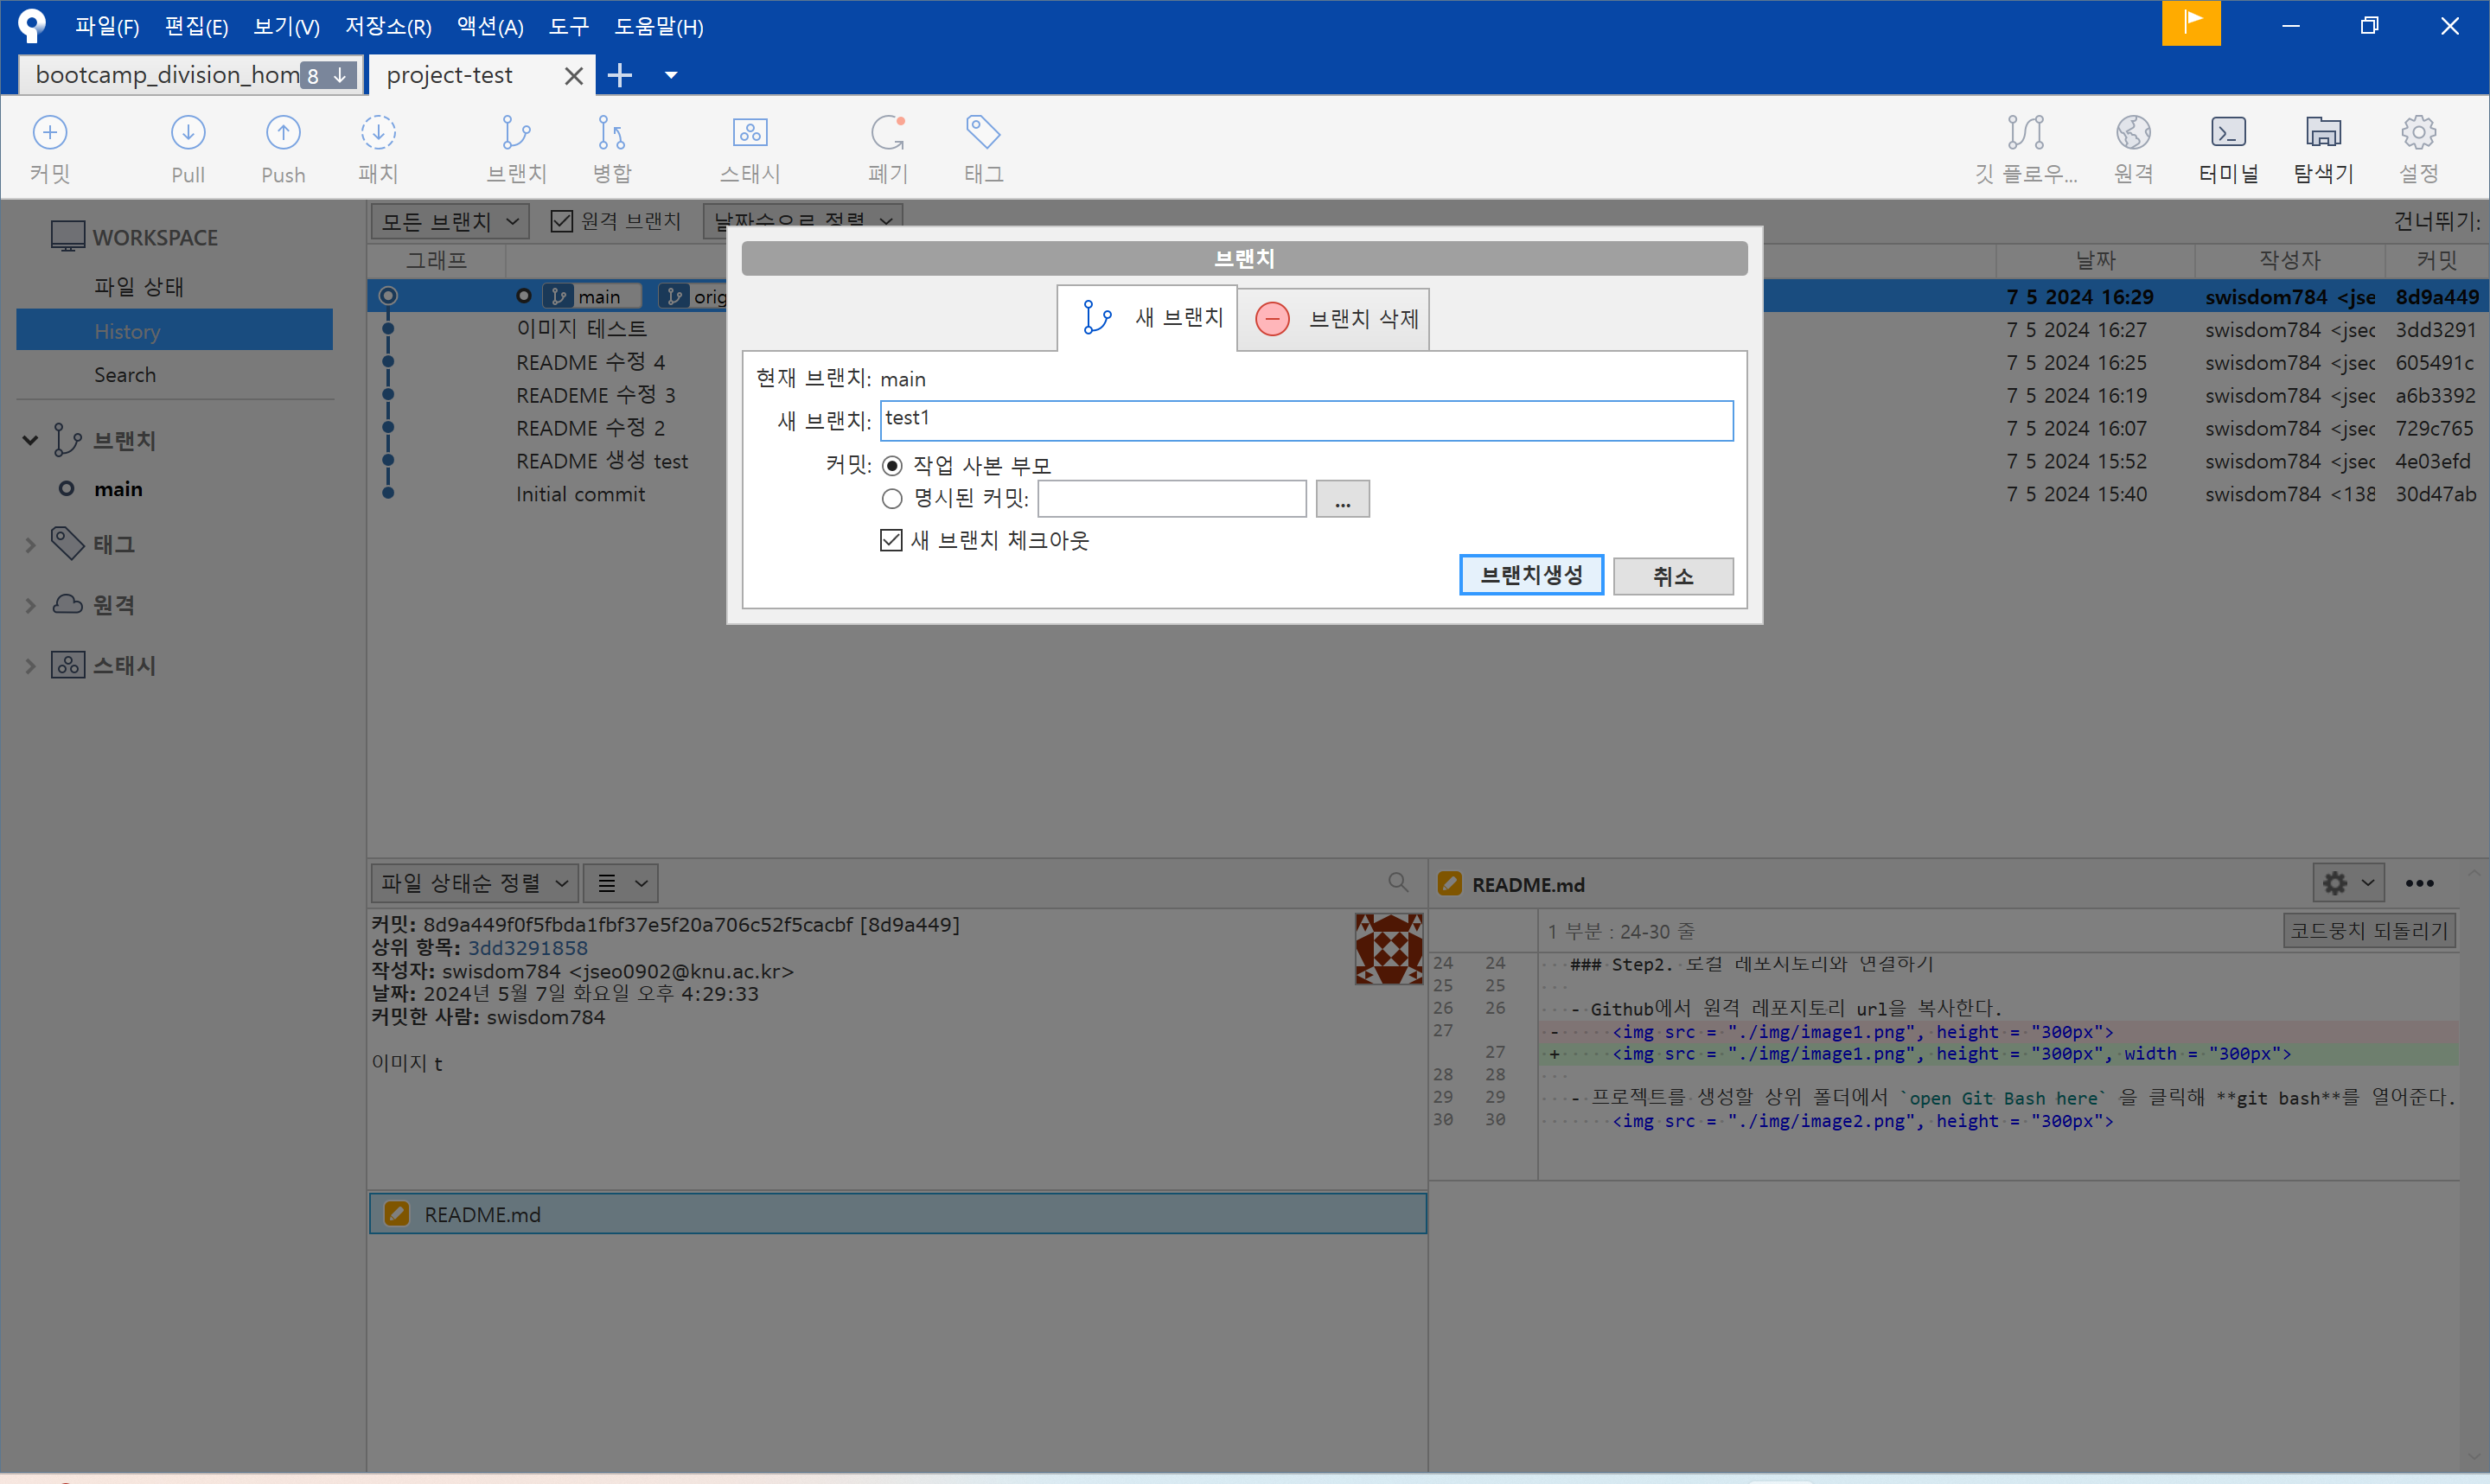 파일(F) 편집(E) 보기(V) 저장소(R) 액션(A) 도구 도움말(H)
bootcamp_division_hom 8 project-test
커밋 Pull Push 패치 브랜치 병합 스태시 폐기 태그 깃 플로우... 원격 터미널 탐색기 설정
WORKSPACE
파일 상태
History
Search
브랜치
main
태그
원격
스태시
모든 브랜치 원격 브랜치 날짜순으로 정렬 건너뛰기:
그래프 날짜 작성자 커밋
main orig 7 5 2024 16:29 swisdom784 <jse 8d9a449
이미지 테스트 7 5 2024 16:27 swisdom784 <jsec 3dd3291
README 수정 4 7 5 2024 16:25 swisdom784 <jsec 605491c
READEME 수정 3 7 5 2024 16:19 swisdom784 <jsec a6b3392
README 수정 2 7 5 2024 16:07 swisdom784 <jsec 729c765
README 생성 test 7 5 2024 15:52 swisdom784 <jsec 4e03efd
Initial commit 7 5 2024 15:40 swisdom784 <138 30d47ab
브랜치
새 브랜치 브랜치 삭제
현재 브랜치: main
새 브랜치: test1
커밋: 작업 사본 부모
명시된 커밋: ...
새 브랜치 체크아웃
브랜치생성 취소
파일 상태순 정렬
커밋: 8d9a449f0f5fbda1fbf37e5f20a706c52f5cacbf [8d9a449]
상위 항목: 3dd3291858
작성자: swisdom784 <jseo0902@knu.ac.kr>
날짜: 2024년 5월 7일 화요일 오후 4:29:33
커밋한 사람: swisdom784
이미지 t
README.md
README.md
1 부분 : 24-30 줄 코드뭉치 되돌리기
24 24 ### Step2. 로컬 레포시토리와 연결하기
25 25
26 26 - Github에서 원격 레포지토리 url을 복사한다.
27 - <img src = "./img/image1.png", height = "300px">
27 + <img src = "./img/image1.png", height = "300px", width = "300px">
28 28
29 29 - 프로젝트를 생성할 상위 폴더에서 `open Git Bash here` 을 클릭해 **git bash**를 열어준다.
30 30 <img src = "./img/image2.png", height = "300px">